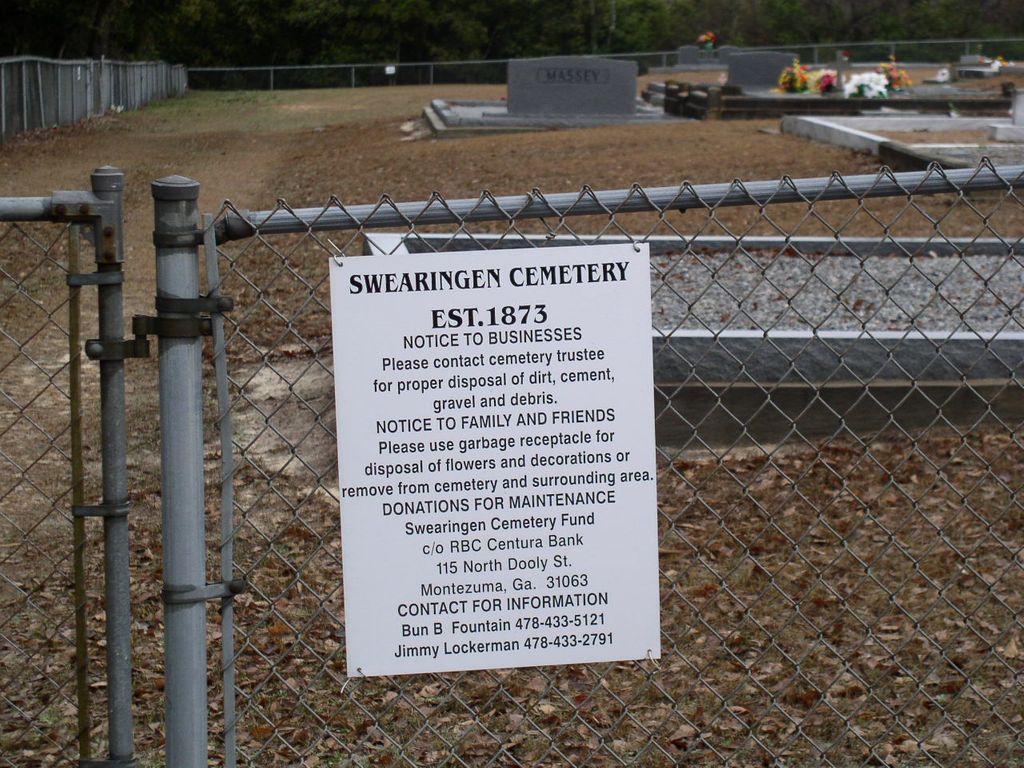 MASSEY
SWEARINGEN CEMETERY
EST.1873
NOTICE TO BUSINESSES
Please contact cemetery trustee
for proper disposal of dirt, cement,
gravel and debris.
NOTICE TO FAMILY AND FRIENDS
Please use garbage receptacle for
disposal of flowers and decorations or
remove from cemetery and surrounding area.
DONATIONS FOR MAINTENANCE
Swearingen Cemetery Fund
c/o RBC Centura Bank
115 North Dooly St.
Montezuma, Ga. 31063
CONTACT FOR INFORMATION
Bun B Fountain 478-433-5121
Jimmy Lockerman 478-433-2791